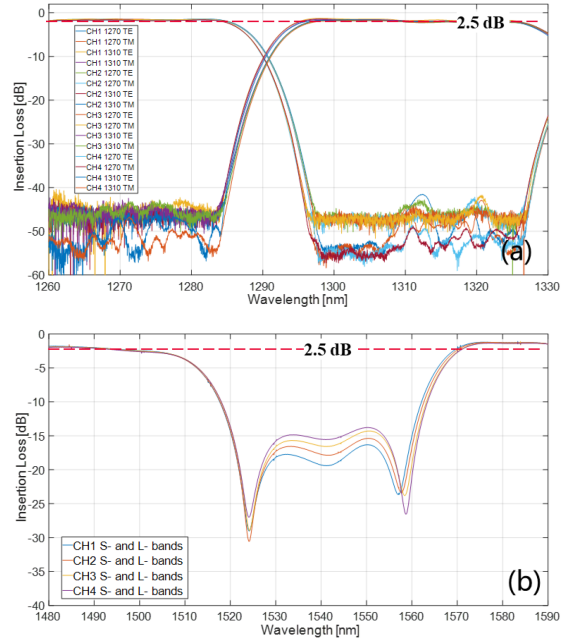 0
2.5 dB
-10
CH1 1270 TE
CH1 1270 TM
CH1 1310 TE
CH1 1310 TM
CH2 1270 TE
CH2 1270 TM
CH2 1310 TE
CH2 1310 TM
CH3 1270 TE
CH3 1270 TM
CH3 1310 TE
CH3 1310 TM
CH4 1270 TE
CH4 1270 TM
CH4 1310 TE
CH4 1310 TM
-20
-30
-40
-50
-60
Insertion Loss [dB]
(a)
1260 1270 1280 1290 1300 1310 1320 1330
Wavelength [nm]
0
2.5 dB
-5
-10
-15
-20
-25
-30
-35
-40
Insertion Loss [dB]
CH1 S- and L- bands
CH2 S- and L- bands
CH3 S- and L- bands
CH4 S- and L- bands
(b)
1480 1490 1500 1510 1520 1530 1540 1550 1560 1570 1580 1590
Wavelength [nm]